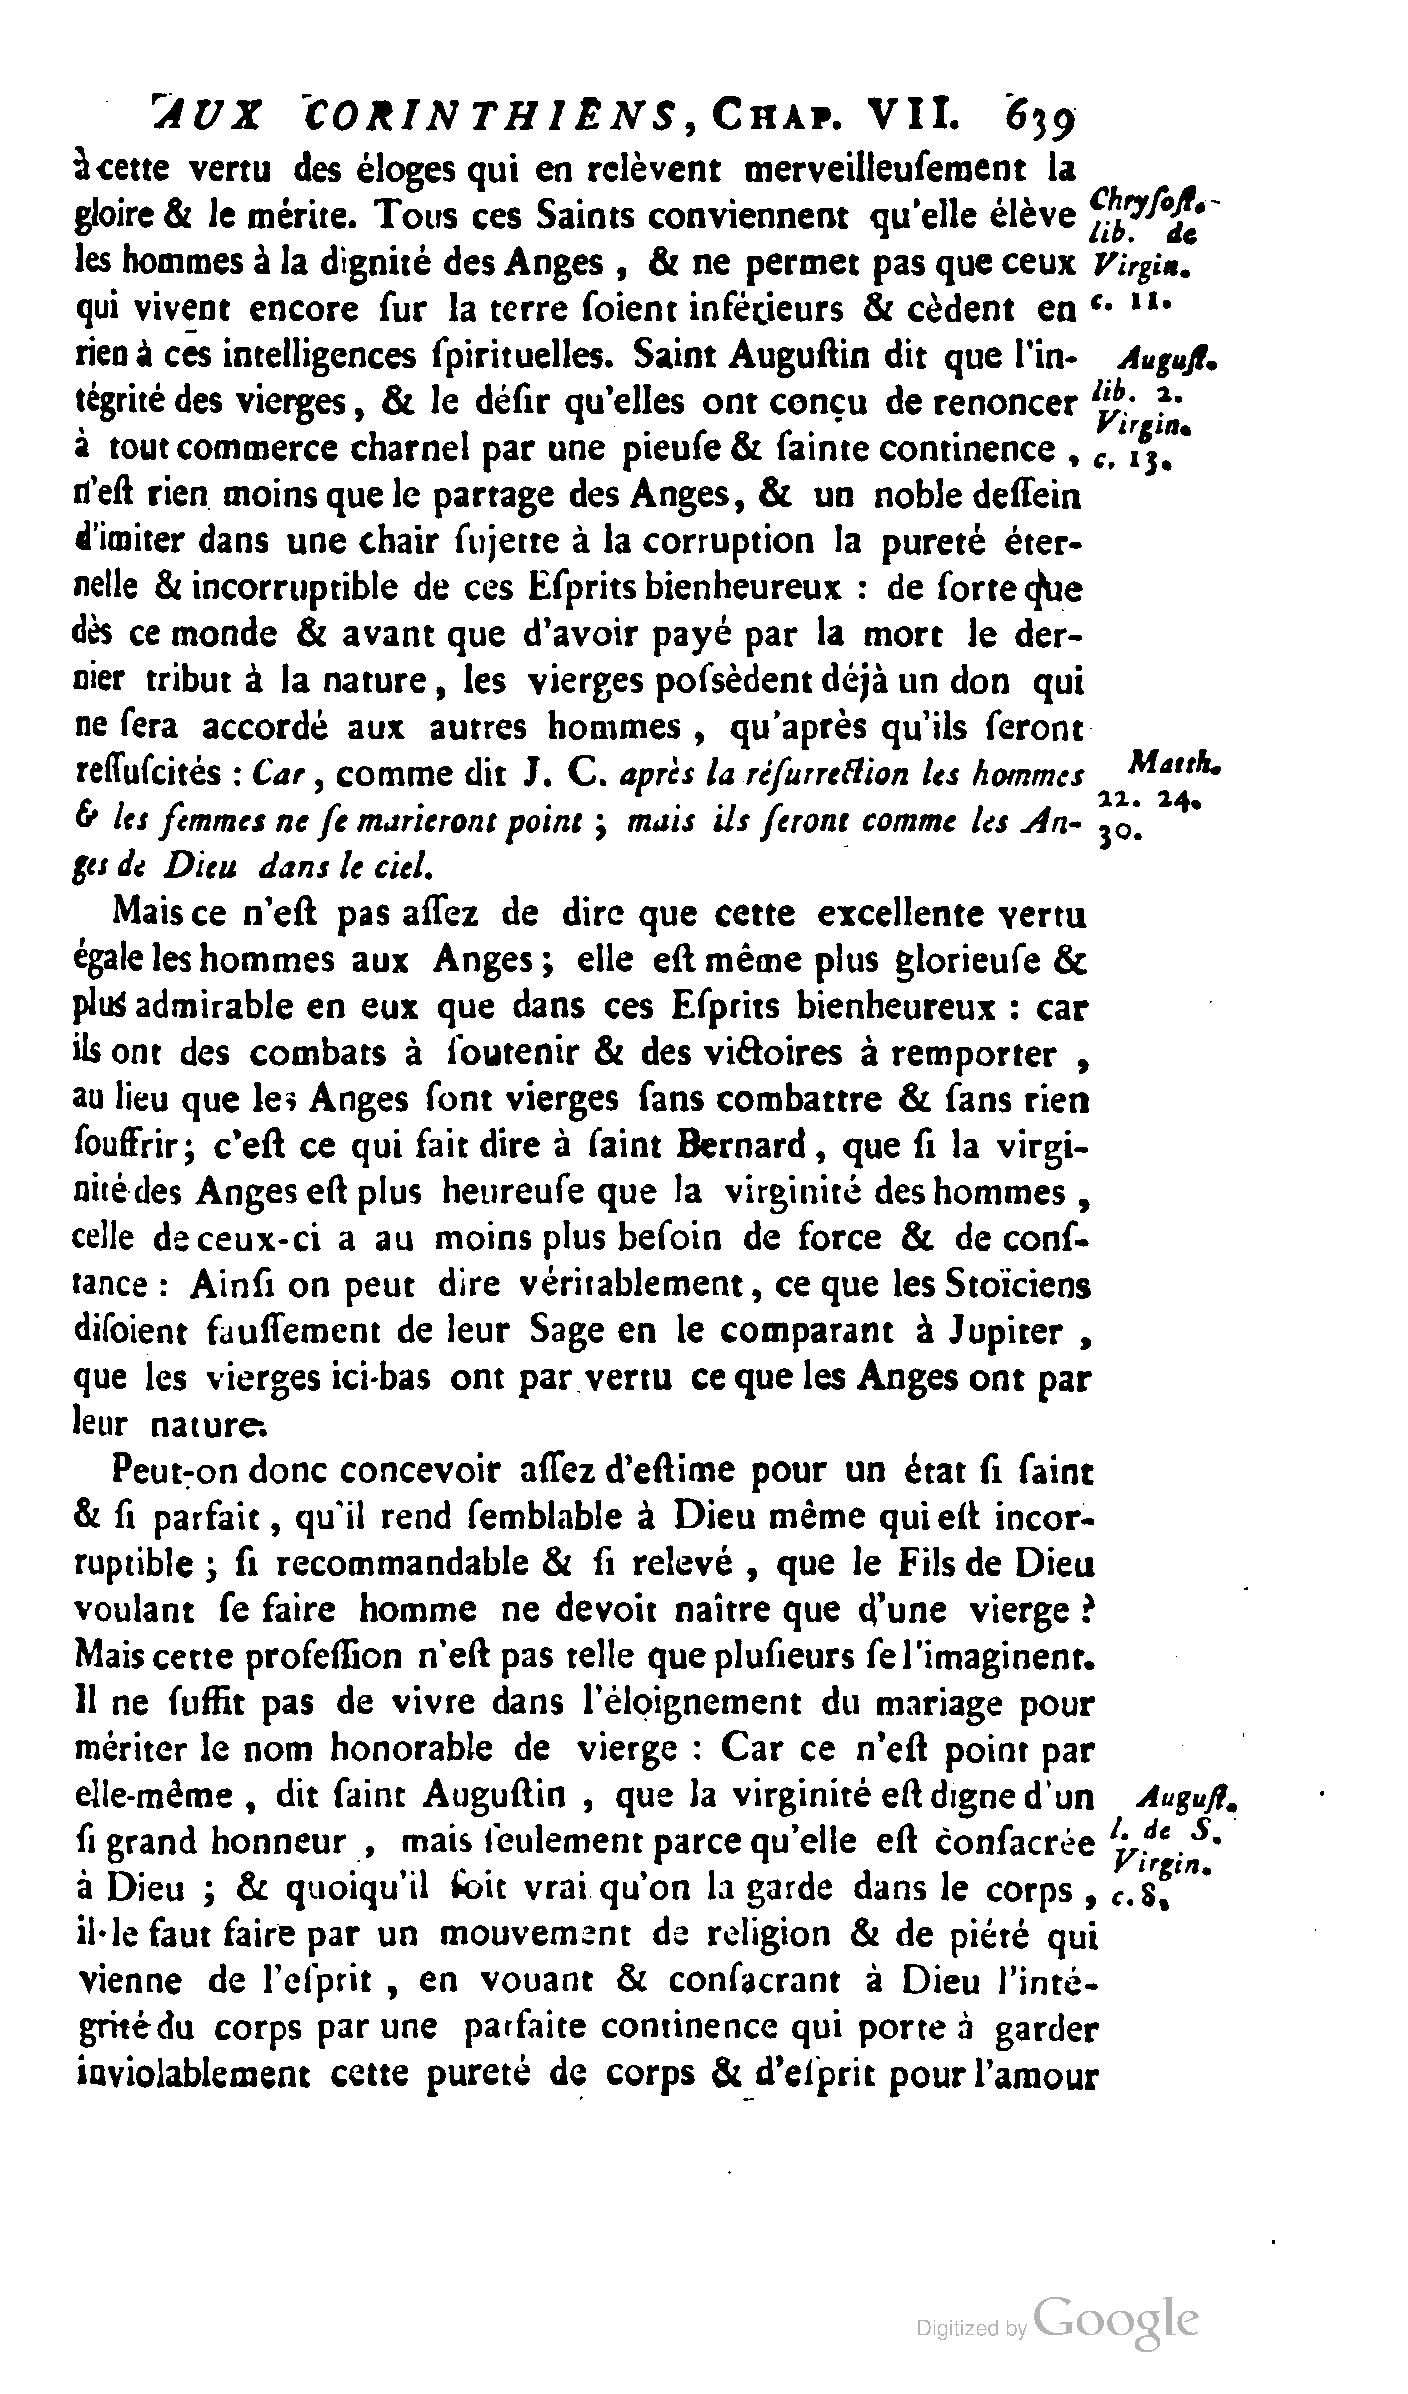 AUX CORINTHIENS, CHAP. VII. 639
à cette vertu des éloges qui en relèvent merveilleuſement la
gloire & le mérite. Tous ces Saints conviennent qu'elle élève
les hommes à la dignité des Anges, & ne permet pas que ceux
qui vivent encore ſur la terre ſoient inférieurs & cèdent en
rien à ces intelligences ſpirituelles. Saint Auguſtin dit que l'in-
tégrité des vierges, & le déſir qu'elles ont conçu de renoncer
à tout commerce charnel par une pieuſe & ſainte continence,
n'eſt rien moins que le partage des Anges, & un noble deſſein
d'imiter dans une chair ſujette à la corruption la pureté éter-
nelle & incorruptible de ces Eſprits bienheureux : de ſorte que
dès ce monde & avant que d'avoir payé par la mort le der-
nier tribut à la nature, les vierges poſsèdent déjà un don qui
ne ſera accordé aux autres hommes, qu'après qu'ils ſeront
reſſuſcités : Car, comme dit J. C. après la réſurrection les hommes
& les femmes ne ſe marieront point ; mais ils ſeront comme les An-
ges de Dieu dans le ciel.
Mais ce n'eſt pas aſſez de dire que cette excellente vertu
égale les hommes aux Anges ; elle eſt même plus glorieuſe &
plus admirable en eux que dans ces Eſprits bienheureux : car
ils ont des combats à ſoutenir & des victoires à remporter,
au lieu que les Anges ſont vierges ſans combattre & ſans rien
ſouffrir ; c'eſt ce qui fait dire à ſaint Bernard, que ſi la virgi-
nité des Anges eſt plus heureuſe que la virginité des hommes,
celle de ceux-ci a au moins plus beſoin de force & de conſ-
tance : Ainſi on peut dire véritablement, ce que les Stoïciens
diſoient fauſſement de leur Sage en le comparant à Jupiter,
que les vierges ici-bas ont par vertu ce que les Anges ont par
leur nature.
Peut-on donc concevoir aſſez d'eſtime pour un état ſi ſaint
& ſi parfait, qu'il rend ſemblable à Dieu même qui eſt incor-
ruptible ; ſi recommandable & ſi relevé, que le Fils de Dieu
voulant ſe faire homme ne devoit naître que d'une vierge ?
Mais cette profeſſion n'eſt pas telle que pluſieurs ſe l'imaginent.
Il ne ſuffit pas de vivre dans l'éloignement du mariage pour
mériter le nom honorable de vierge : Car ce n'eſt point par
elle-même, dit ſaint Auguſtin, que la virginité eſt digne d'un
ſi grand honneur, mais ſeulement parce qu'elle eſt conſacrée
à Dieu ; & quoiqu'il ſoit vrai qu'on la garde dans le corps,
il le faut faire par un mouvement de religion & de piété qui
vienne de l'eſprit, en vouant & conſacrant à Dieu l'inté-
grité du corps par une parfaite continence qui porte à garder
inviolablement cette pureté de corps & d'eſprit pour l'amour
Chryſoſt.
lib. de
Virgin.
c. 11.
Auguſt.
lib. 2.
Virgin.
c. 13.
Matth.
22. 24.
30.
Auguſt.
l. de S.
Virgin.
c. 8.
Digitized by Google